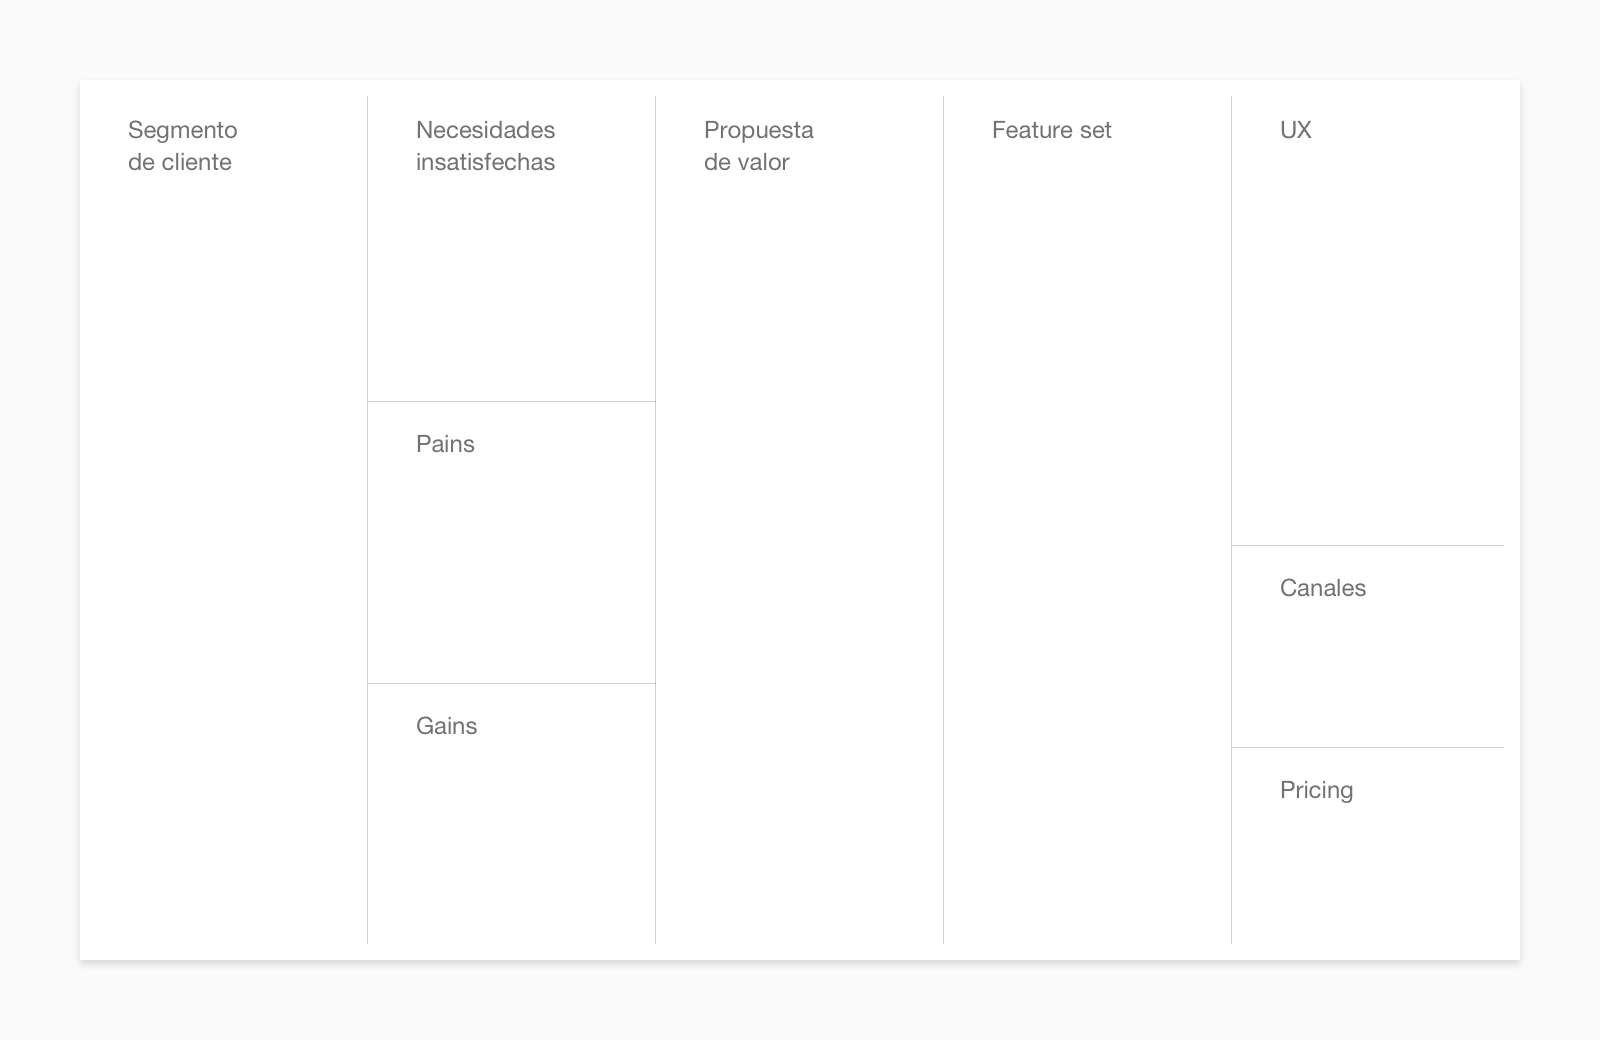 Segmento
de cliente
Necesidades
insatisfechas
Pains
Gains
Propuesta
de valor
Feature set
UX
Canales
Pricing